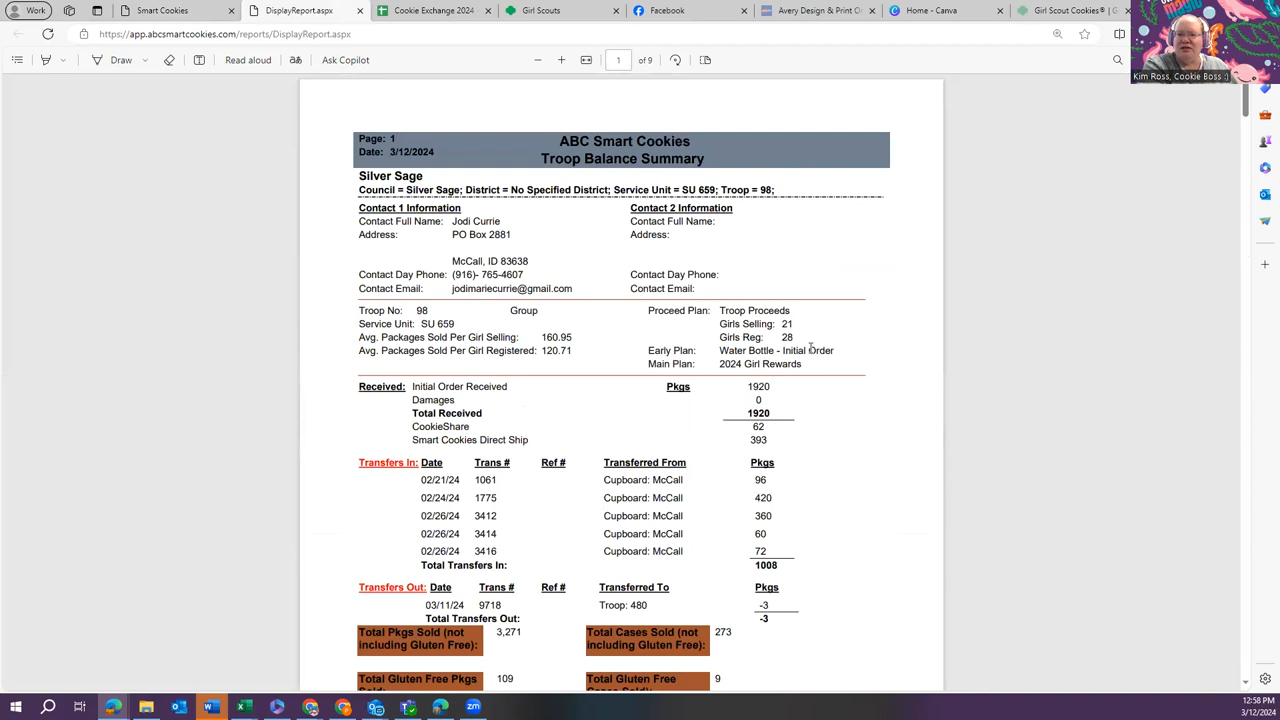 Work
Smart Cookies
DisplayReport.aspx
Cookie Exchange 2024
Girl Scouts
Facebook
Avery Design & Print O
Home - Canva
Girl Scout Cookies® | G
https://app.abcsmartcookies.com/reports/DisplayReport.aspx
Draw
Read aloud
Ask Copilot
1
of 9
Kim Ross, Cookie Boss :)
Page: 1
Date: 3/12/2024
ABC Smart Cookies
Troop Balance Summary
Silver Sage
Council = Silver Sage; District = No Specified District; Service Unit = SU 659; Troop = 98;
Contact 1 Information
Contact 2 Information
Contact Full Name: Jodi Currie
Contact Full Name:
Address: PO Box 2881
Address:
McCall, ID 83638
Contact Day Phone: (916)- 765-4607
Contact Day Phone:
Contact Email: jodimariecurrie@gmail.com
Contact Email:
Troop No: 98 Group
Proceed Plan: Troop Proceeds
Service Unit: SU 659
Girls Selling: 21
Avg. Packages Sold Per Girl Selling: 160.95
Girls Reg: 28
Avg. Packages Sold Per Girl Registered: 120.71
Early Plan: Water Bottle - Initial Order
Main Plan: 2024 Girl Rewards
Received: Initial Order Received Pkgs 1920
Damages 0
Total Received 1920
CookieShare 62
Smart Cookies Direct Ship 393
Transfers In: Date Trans # Ref # Transferred From Pkgs
02/21/24 1061 Cupboard: McCall 96
02/24/24 1775 Cupboard: McCall 420
02/26/24 3412 Cupboard: McCall 360
02/26/24 3414 Cupboard: McCall 60
02/26/24 3416 Cupboard: McCall 72
Total Transfers In: 1008
Transfers Out: Date Trans # Ref # Transferred To Pkgs
03/11/24 9718 Troop: 480 -3
Total Transfers Out: -3
Total Pkgs Sold (not including Gluten Free): 3,271
Total Cases Sold (not including Gluten Free): 273
Total Gluten Free Pkgs 109
Total Gluten Free 9
12:58 PM
3/12/2024